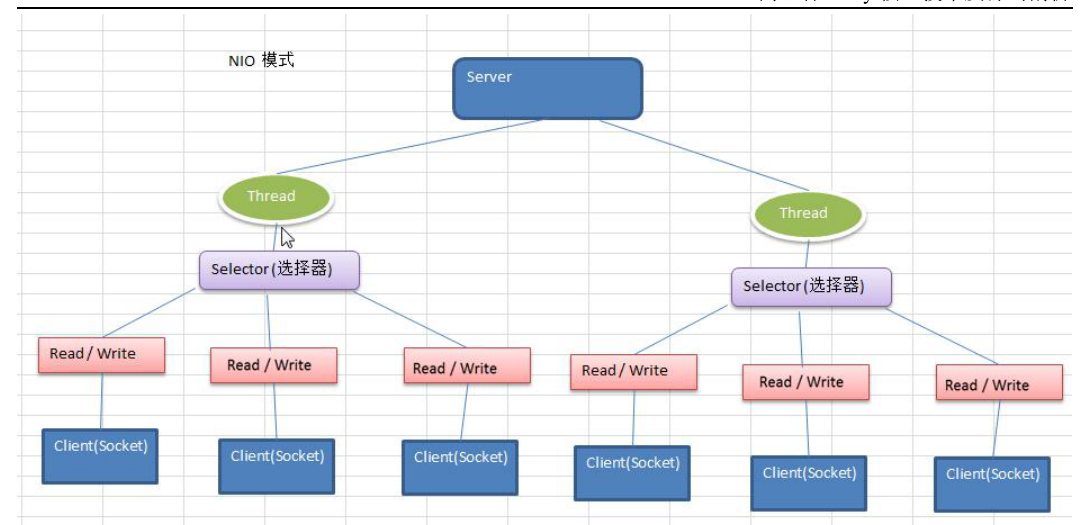 NIO 模式
Server
Thread
Thread
Selector(选择器)
Selector(选择器)
Read / Write
Read / Write
Read / Write
Read / Write
Read / Write
Read / Write
Client(Socket)
Client(Socket)
Client(Socket)
Client(Socket)
Client(Socket)
Client(Socket)